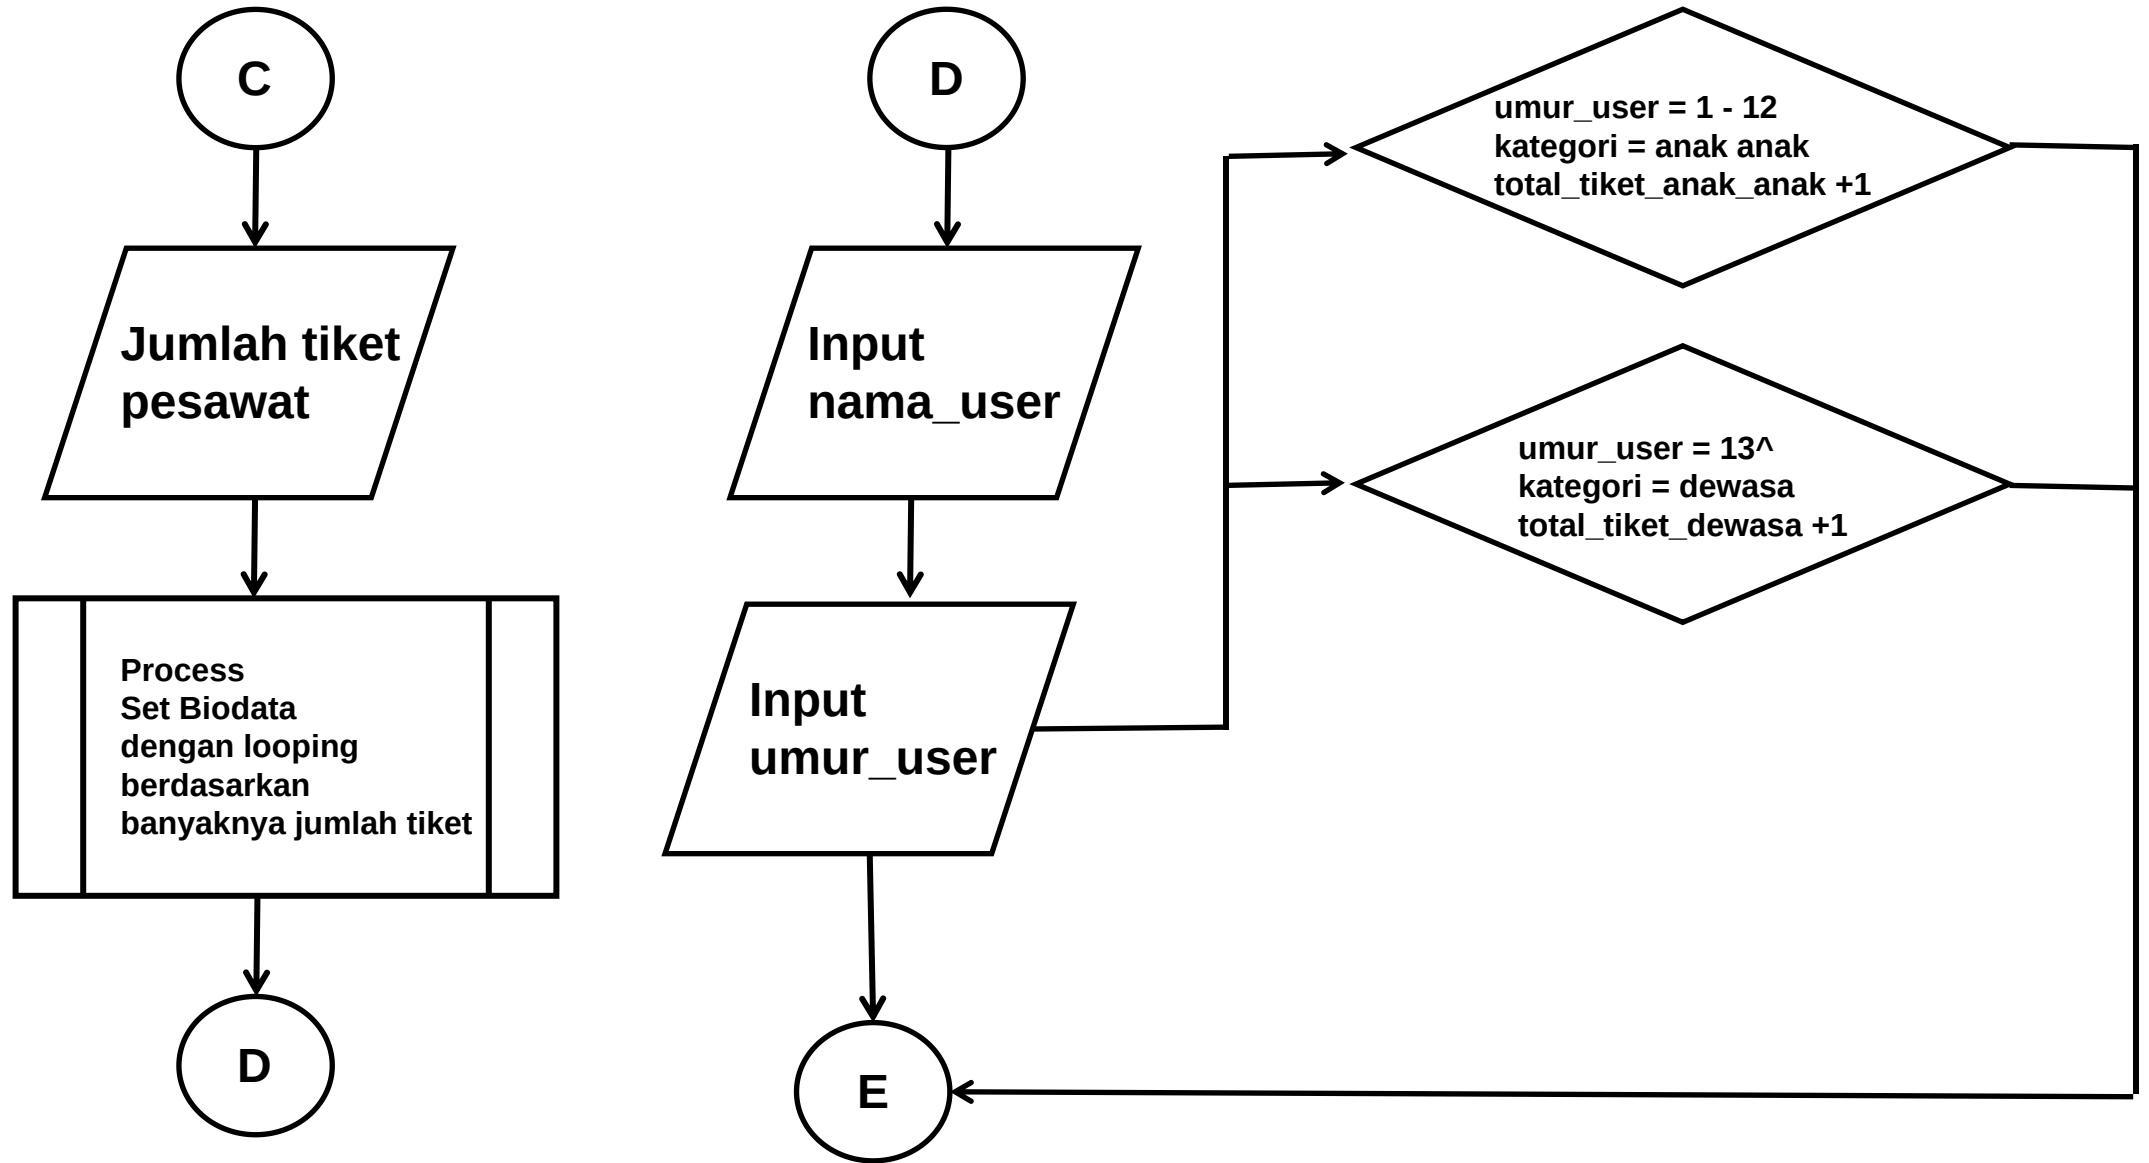 C
Jumlah tiket
pesawat
Process
Set Biodata
dengan looping
berdasarkan
banyaknya jumlah tiket
D
D
Input
nama_user
Input
umur_user
E
umur_user = 1 - 12
kategori = anak anak
total_tiket_anak_anak +1
umur_user = 13^
kategori = dewasa
total_tiket_dewasa +1